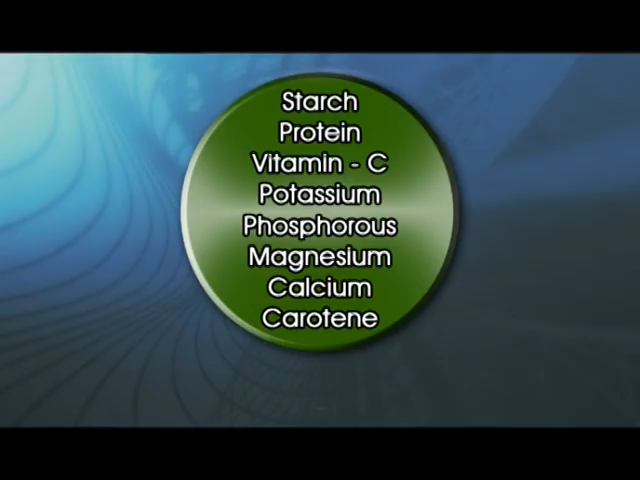 Starch
Protein
Vitamin - C
Potassium
Phosphorous
Magnesium
Calcium
Carotene